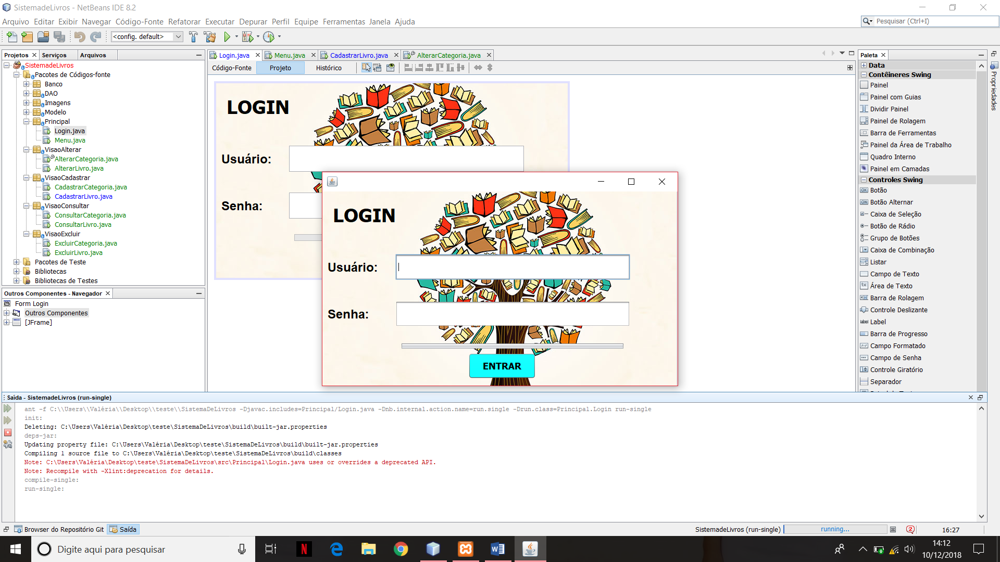 SistemadeLivros - NetBeans IDE 8.2
Arquivo Editar Exibir Navegar Código-Fonte Refatorar Executar Depurar Perfil Equipe Ferramentas Janela Ajuda
Pesquisar (Ctrl+I)
<config. default>
Projetos Serviços Arquivos
SistemadeLivros
Pacotes de Códigos-fonte
Banco
DAO
Imagens
Modelo
Principal
Login.java
Menu.java
VisaoAlterar
AlterarCategoria.java
AlterarLivro.java
VisaoCadastrar
CadastrarCategoria.java
CadastrarLivro.java
VisaoConsultar
ConsultarCategoria.java
ConsultarLivro.java
VisaoExcluir
ExcluirCategoria.java
ExcluirLivro.java
Pacotes de Teste
Bibliotecas
Bibliotecas de Testes
Outros Componentes - Navegador
Form Login
Outros Componentes
[JFrame]
Login.java Menu.java CadastrarLivro.java AlterarCategoria.java
Código-Fonte Projeto Histórico
LOGIN
Usuário:
Senha:
LOGIN
Usuário:
Senha:
ENTRAR
Paleta
Data
Contêineres Swing
Painel
Painel com Guias
Dividir Painel
Painel de Rolagem
Barra de Ferramentas
Painel da Área de Trabalho
Quadro Interno
Painel em Camadas
Controles Swing
Botão
Botão Alternar
Caixa de Seleção
Botão de Rádio
Grupo de Botões
Caixa de Combinação
Listar
Campo de Texto
Área de Texto
Barra de Rolagem
Controle Deslizante
Label
Barra de Progresso
Campo Formatado
Campo de Senha
Controle Giratório
Separador
Propriedades
Saída - SistemadeLivros (run-single)
ant -f C:\\Users\\Valéria\\Desktop\\teste\\SistemaDeLivros -Djavac.includes=Principal/Login.java -Dnb.internal.action.name=run.single -Drun.class=Principal.Login run-single
init:
Deleting: C:\Users\Valéria\Desktop\teste\SistemaDeLivros\build\built-jar.properties
deps-jar:
Updating property file: C:\Users\Valéria\Desktop\teste\SistemaDeLivros\build\built-jar.properties
Compiling 1 source file to C:\Users\Valéria\Desktop\teste\SistemaDeLivros\build\classes
Note: C:\Users\Valéria\Desktop\teste\SistemaDeLivros\src\Principal\Login.java uses or overrides a deprecated API.
Note: Recompile with -Xlint:deprecation for details.
compile-single:
run-single:
Browser do Repositório Git Saída
SistemadeLivros (run-single) running... 2 16:27
Digite aqui para pesquisar
14:12
10/12/2018